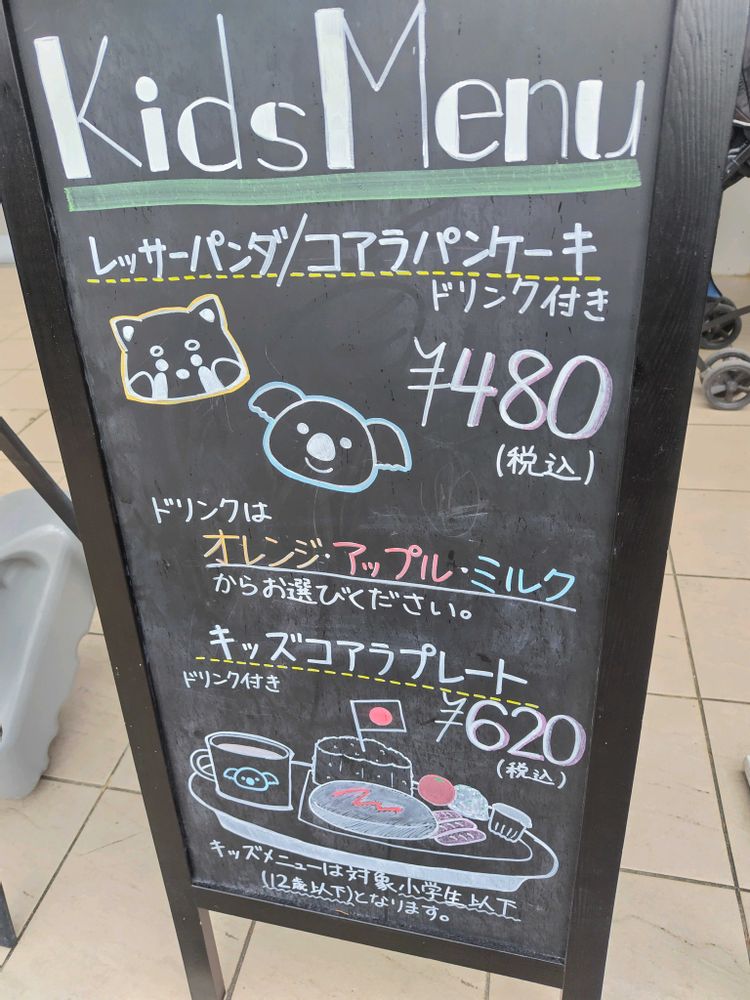 Kids Menu
レッサーパンダ/コアラパンケーキ
ドリンク付き
¥480
(税込)
ドリンクは
オレンジ・アップル・ミルク
からお選びください。
キッズコアラプレート
ドリンク付き
¥620
(税込)
キッズメニューは対象小学生以下
(12歳以下)となります。